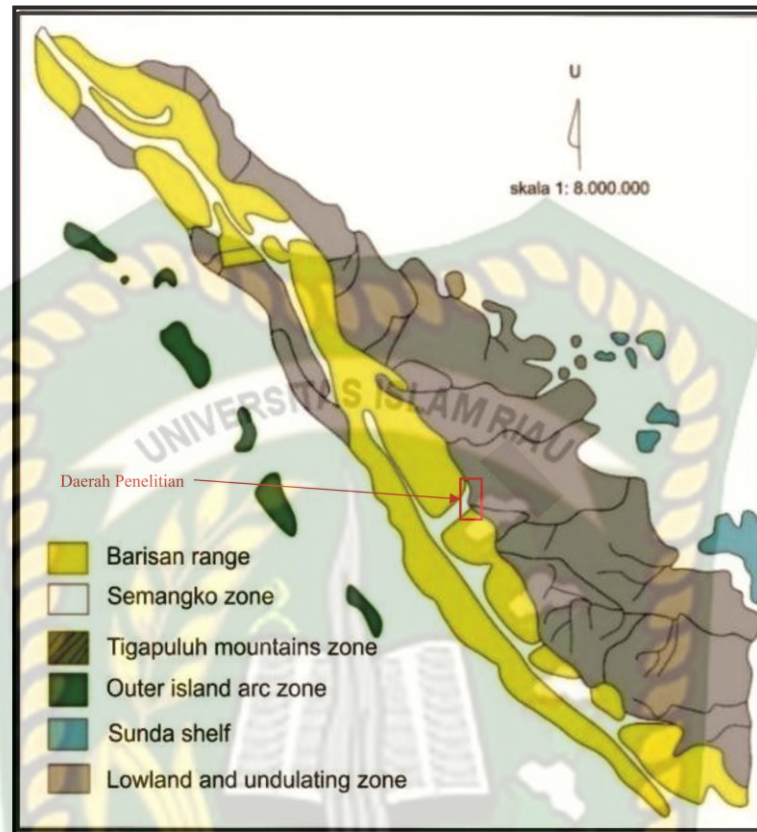 U
skala 1: 8.000.000
UNIVERSITAS ISLAM RIAU
Daerah Penelitian
Barisan range
Semangko zone
Tigapuluh mountains zone
Outer island arc zone
Sunda shelf
Lowland and undulating zone